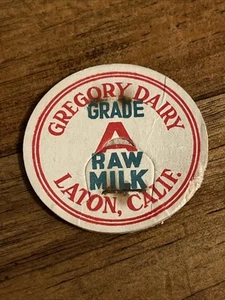 GREGORY DAIRY
GRADE
A
RAW
MILK
LATON, CALIF.